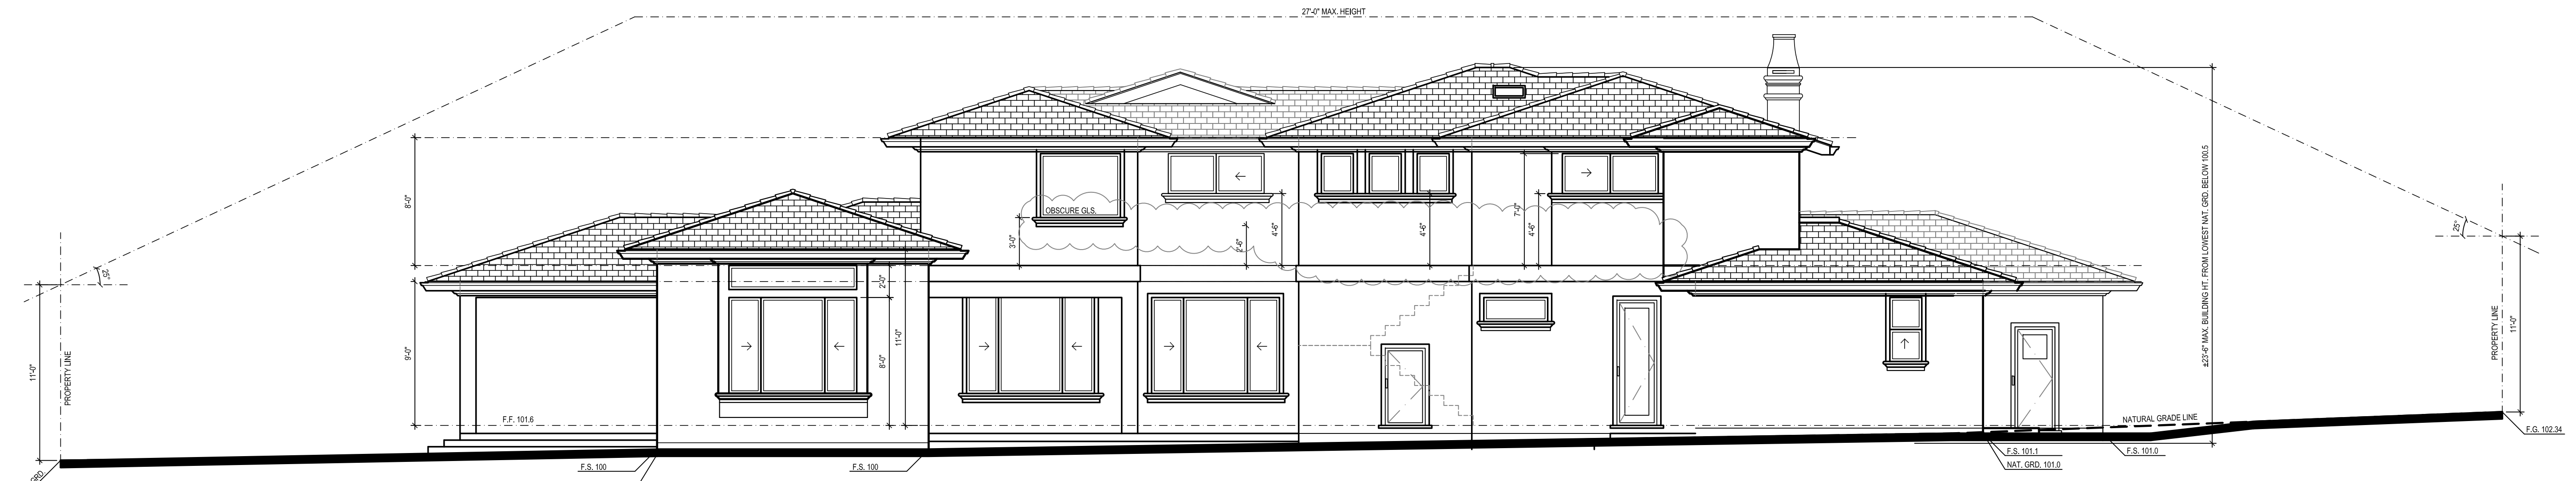 27'-0" MAX. HEIGHT
25°
11'-0"
PROPERTY LINE
8'-0"
9'-0"
F.F. 101.6
2'-0"
8'-0"
11'-0"
OBSCURE GLS.
3'-0"
2'-6"
4'-6"
4'-6"
7'-0"
4'-6"
±23'-6" MAX. BUILDING HT. FROM LOWEST NAT. GRD. BELOW 100.5
25°
PROPERTY LINE
11'-0"
NATURAL GRADE LINE
F.G. 102.34
F.S. 100
F.S. 100
F.S. 101.1
NAT. GRD. 101.0
F.S. 101.0
GRD.